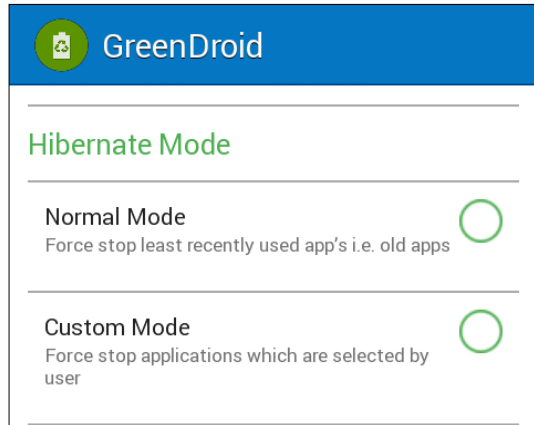 GreenDroid
Hibernate Mode
Normal Mode
Force stop least recently used app's i.e. old apps
Custom Mode
Force stop applications which are selected by
user